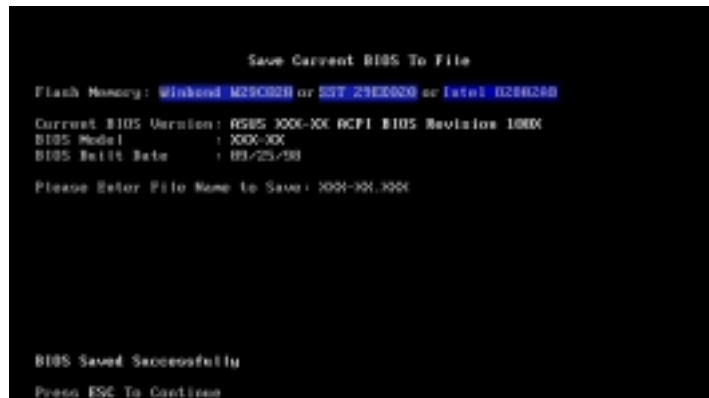 Save Current BIOS To File
Flash Memory: Winbond W29C020 or SST 29EE020 or Intel 82802AB
Current BIOS Version: ASUS XXX-XX ACPI BIOS Revision 100X
BIOS Model : XXX-XX
BIOS Built Date : 09/25/98
Please Enter File Name to Save: XXX-XX.XXX
BIOS Saved Successfully
Press ESC To Continue